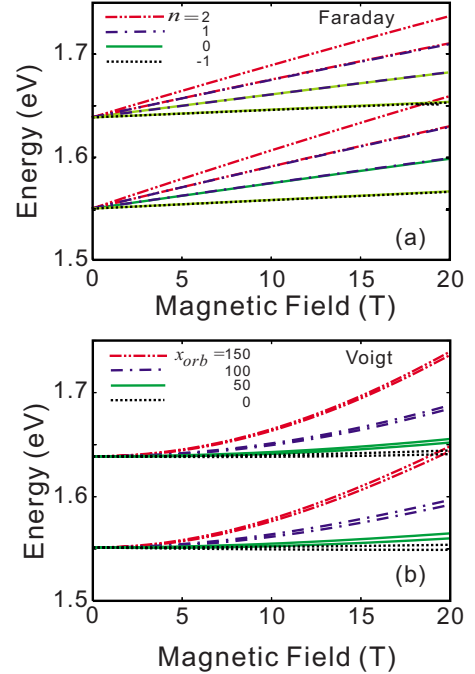 n = 2 Faraday
1
0
-1
1.7
1.6
1.5
Energy (eV)
(a)
0 5 10 15 20
Magnetic Field (T)
x_orb = 150 Voigt
100
50
0
1.7
1.6
1.5
Energy (eV)
(b)
0 5 10 15 20
Magnetic Field (T)